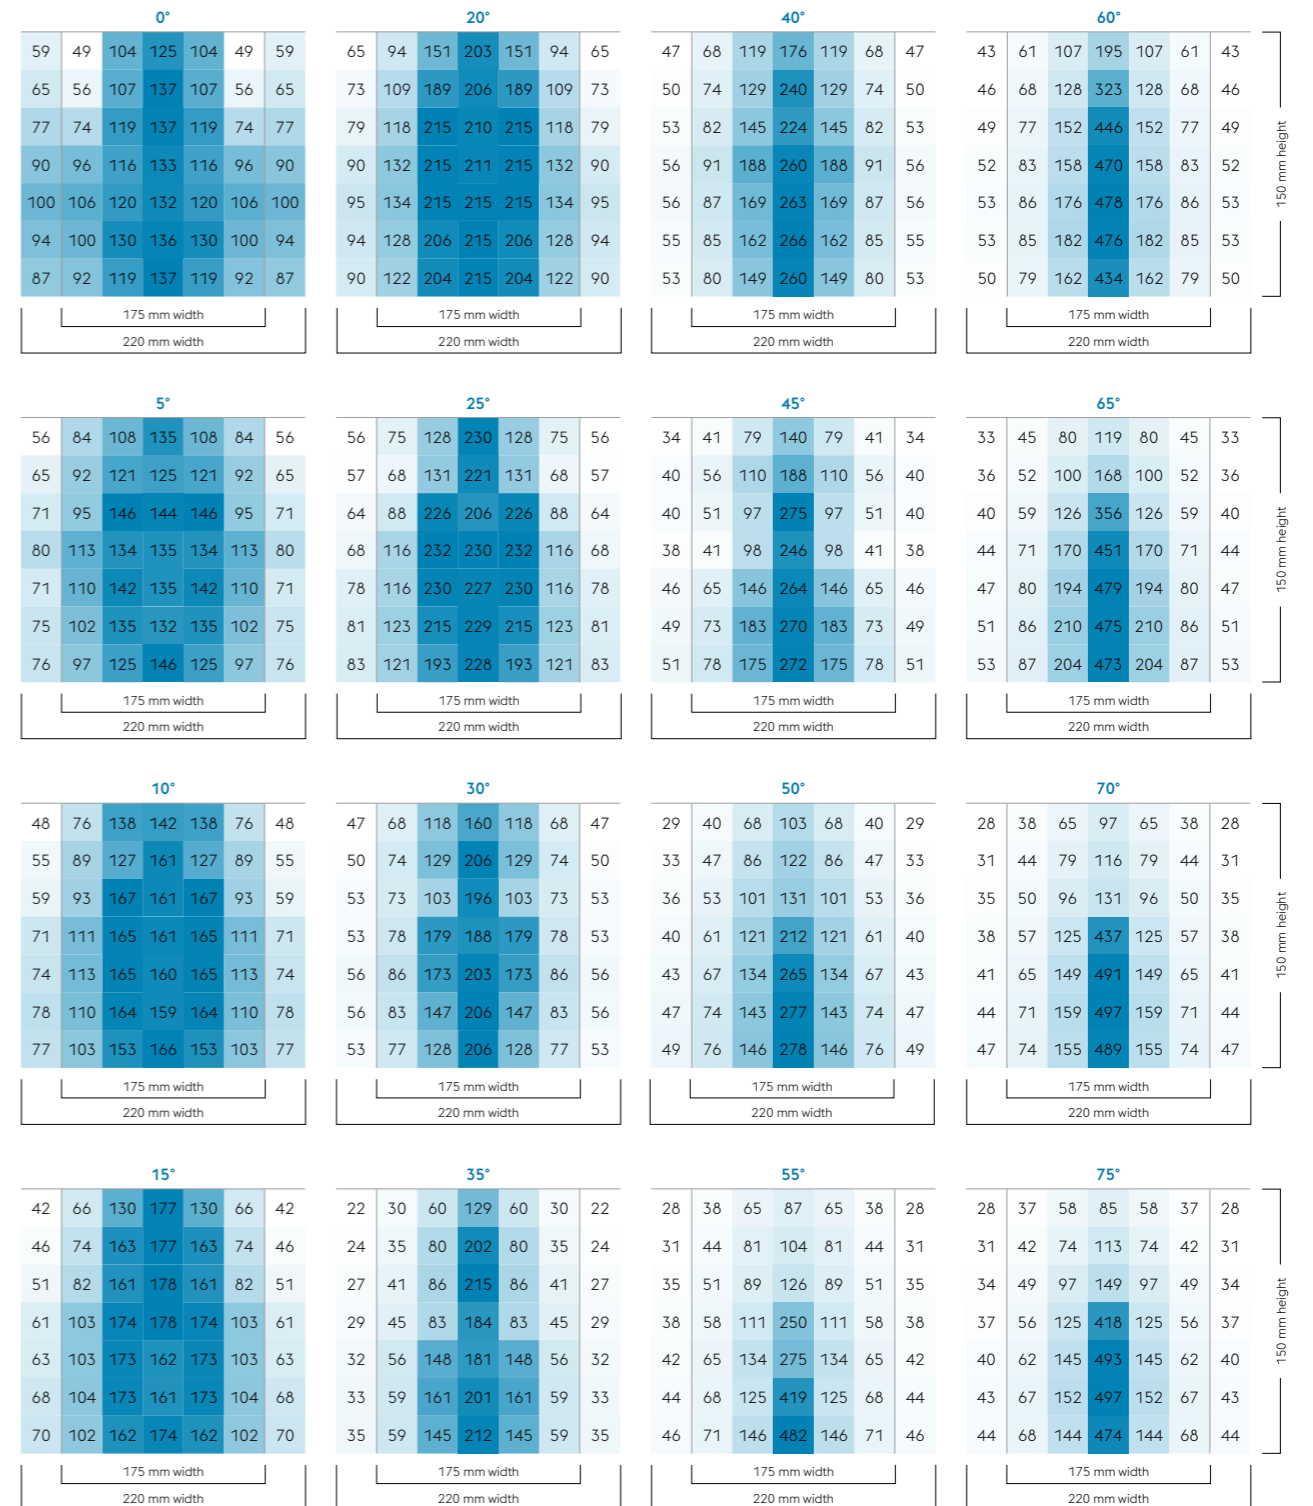 0° 20° 40° 60°
59 49 104 125 104 49 59 65 94 151 203 151 94 65 47 68 119 176 119 68 47 43 61 107 195 107 61 43
65 56 107 137 107 56 65 73 109 189 206 189 109 73 50 74 129 240 129 74 50 46 68 128 323 128 68 46
77 74 119 137 119 74 77 79 118 215 210 215 118 79 53 82 145 224 145 82 53 49 77 152 446 152 77 49
90 96 116 133 116 96 90 90 132 215 211 215 132 90 56 91 188 260 188 91 56 52 83 158 470 158 83 52
100 106 120 132 120 106 100 95 134 215 215 215 134 95 56 87 169 263 169 87 56 53 86 176 478 176 86 53
94 100 130 136 130 100 94 94 128 206 215 206 128 94 55 85 162 266 162 85 55 53 85 182 476 182 85 53
87 92 119 137 119 92 87 90 122 204 215 204 122 90 53 80 149 260 149 80 53 50 79 162 434 162 79 50
150 mm height
175 mm width 175 mm width 175 mm width 175 mm width
220 mm width 220 mm width 220 mm width 220 mm width
5° 25° 45° 65°
56 84 108 135 108 84 56 56 75 128 230 128 75 56 34 41 79 140 79 41 34 33 45 80 119 80 45 33
65 92 121 125 121 92 65 57 68 131 221 131 68 57 40 56 110 188 110 56 40 36 52 100 168 100 52 36
71 95 146 144 146 95 71 64 88 226 206 226 88 64 40 51 97 275 97 51 40 40 59 126 356 126 59 40
80 113 134 135 134 113 80 68 116 232 230 232 116 68 38 41 98 246 98 41 38 44 71 170 451 170 71 44
71 110 142 135 142 110 71 78 116 230 227 230 116 78 46 65 146 264 146 65 46 47 80 194 479 194 80 47
75 102 135 132 135 102 75 81 123 215 229 215 123 81 49 73 183 270 183 73 49 51 86 210 475 210 86 51
76 97 125 146 125 97 76 83 121 193 228 193 121 83 51 78 175 272 175 78 51 53 87 204 473 204 87 53
150 mm height
175 mm width 175 mm width 175 mm width 175 mm width
220 mm width 220 mm width 220 mm width 220 mm width
10° 30° 50° 70°
48 76 138 142 138 76 48 47 68 118 160 118 68 47 29 40 68 103 68 40 29 28 38 65 97 65 38 28
55 89 127 161 127 89 55 50 74 129 206 129 74 50 33 47 86 122 86 47 33 31 44 79 116 79 44 31
59 93 167 161 167 93 59 53 73 103 196 103 73 53 36 53 101 131 101 53 36 35 50 96 131 96 50 35
71 111 165 161 165 111 71 53 78 179 188 179 78 53 40 61 121 212 121 61 40 38 57 125 437 125 57 38
74 113 165 160 165 113 74 56 86 173 203 173 86 56 43 67 134 265 134 67 43 41 65 149 491 149 65 41
78 110 164 159 164 110 78 56 83 147 206 147 83 56 47 74 143 277 143 74 47 44 71 159 497 159 71 44
77 103 153 166 153 103 77 53 77 128 206 128 77 53 49 76 146 278 146 76 49 47 74 155 489 155 74 47
150 mm height
175 mm width 175 mm width 175 mm width 175 mm width
220 mm width 220 mm width 220 mm width 220 mm width
15° 35° 55° 75°
42 66 130 177 130 66 42 22 30 60 129 60 30 22 28 38 65 87 65 38 28 28 37 58 85 58 37 28
46 74 163 177 163 74 46 24 35 80 202 80 35 24 31 44 81 104 81 44 31 31 42 74 113 74 42 31
51 82 161 178 161 82 51 27 41 86 215 86 41 27 35 51 89 126 89 51 35 34 49 97 149 97 49 34
61 103 174 178 174 103 61 29 45 83 184 83 45 29 38 58 111 250 111 58 38 37 56 125 418 125 56 37
63 103 173 162 173 103 63 32 56 148 181 148 56 32 42 65 134 275 134 65 42 40 62 145 493 145 62 40
68 104 173 161 173 104 68 33 59 161 201 161 59 33 44 68 125 419 125 68 44 43 67 152 497 152 67 43
70 102 162 174 162 102 70 35 59 145 212 145 59 35 46 71 146 482 146 71 46 44 68 144 474 144 68 44
150 mm height
175 mm width 175 mm width 175 mm width 175 mm width
220 mm width 220 mm width 220 mm width 220 mm width